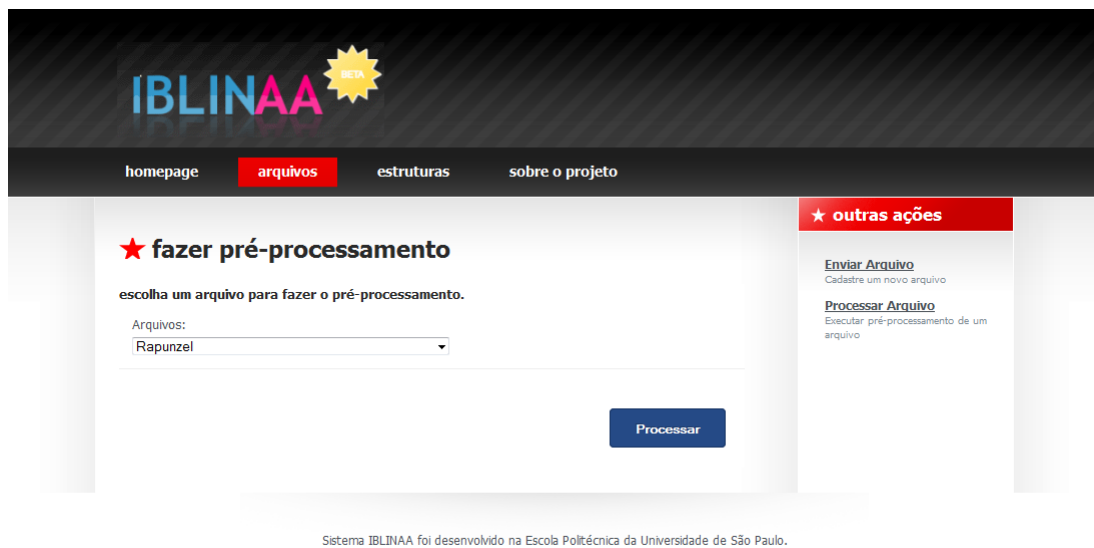 IBLINAA
BETA
homepage arquivos estruturas sobre o projeto
★ fazer pré-processamento
escolha um arquivo para fazer o pré-processamento.
Arquivos:
Rapunzel
Processar
★ outras ações
Enviar Arquivo
Cadastre um novo arquivo
Processar Arquivo
Executar pré-processamento de um
arquivo
Sistema IBLINAA foi desenvolvido na Escola Politécnica da Universidade de São Paulo.